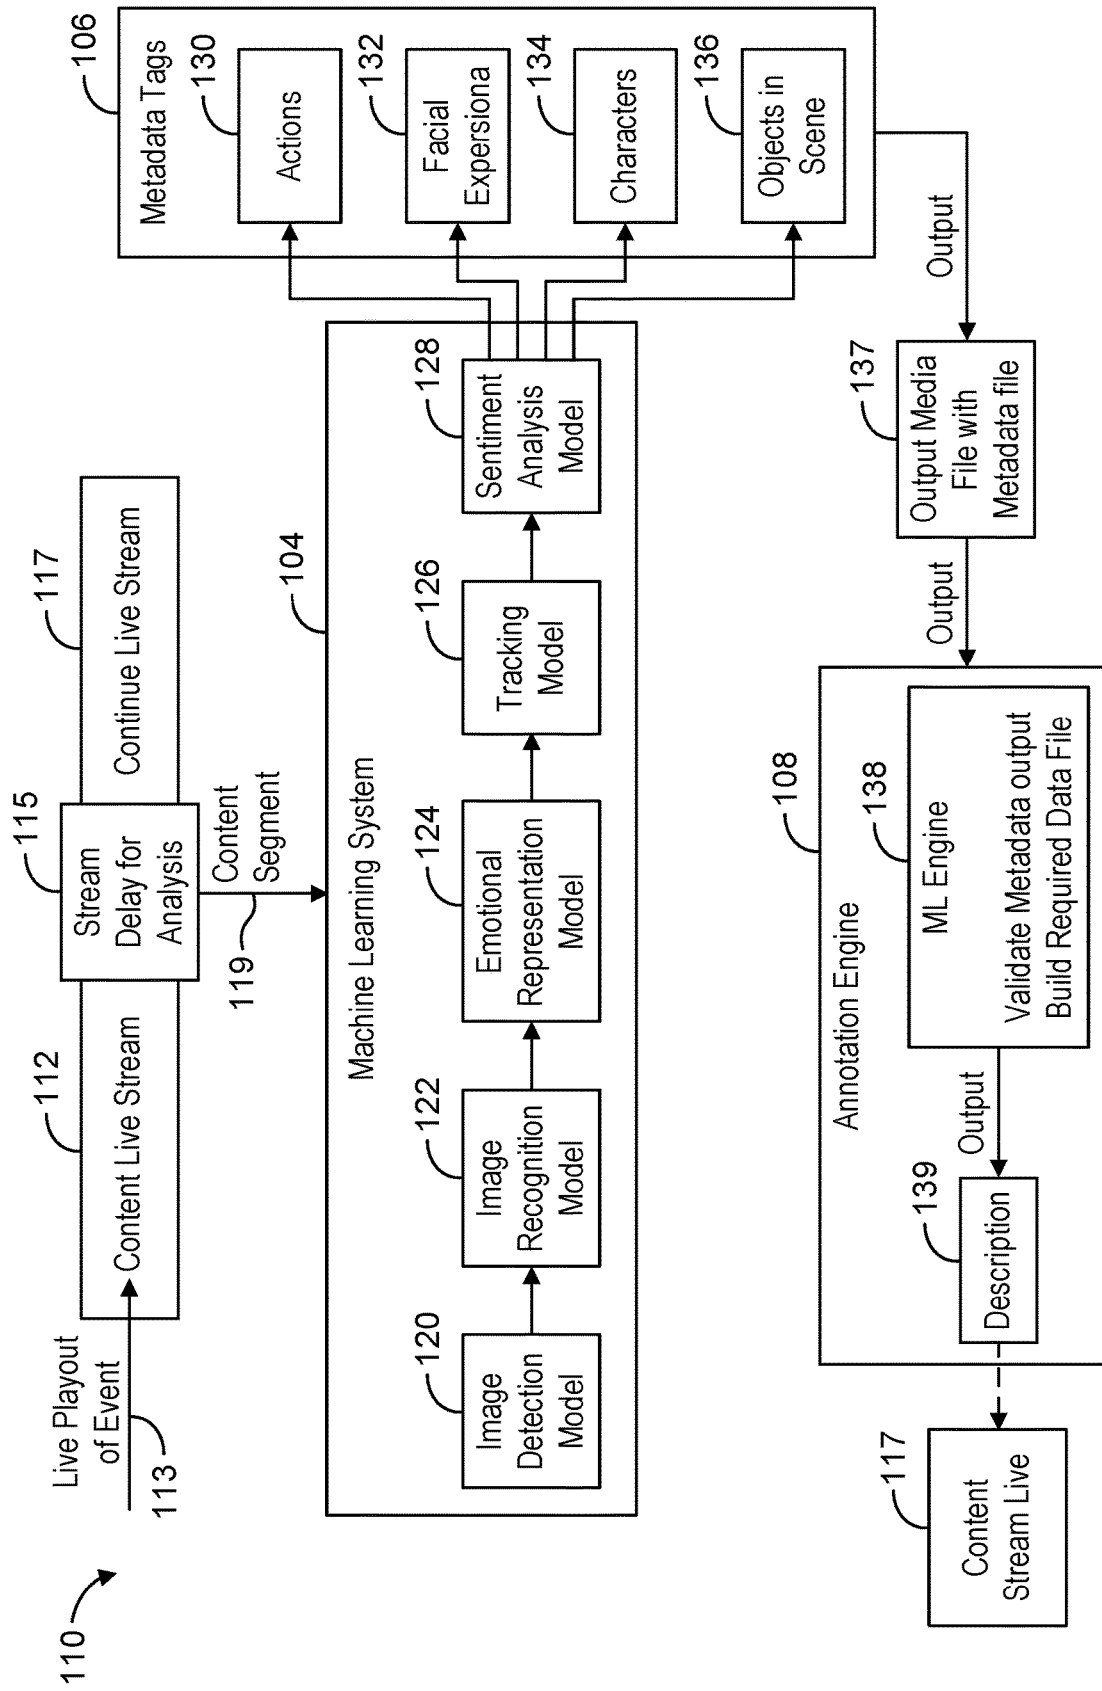 110
Live Playout
of Event
113
112
Content Live Stream
115
Stream
Delay for
Analysis
117
Continue Live Stream
Content
Segment
119
104
Machine Learning System
120
Image
Detection
Model
122
Image
Recognition
Model
124
Emotional
Representation
Model
126
Tracking
Model
128
Sentiment
Analysis
Model
106
Metadata Tags
130
Actions
132
Facial
Expersiona
134
Characters
136
Objects in
Scene
Output
137
Output Media
File with
Metadata file
Output
108
Annotation Engine
138
ML Engine
Validate Metadata output
Build Required Data File
Output
139
Description
117
Content
Stream Live